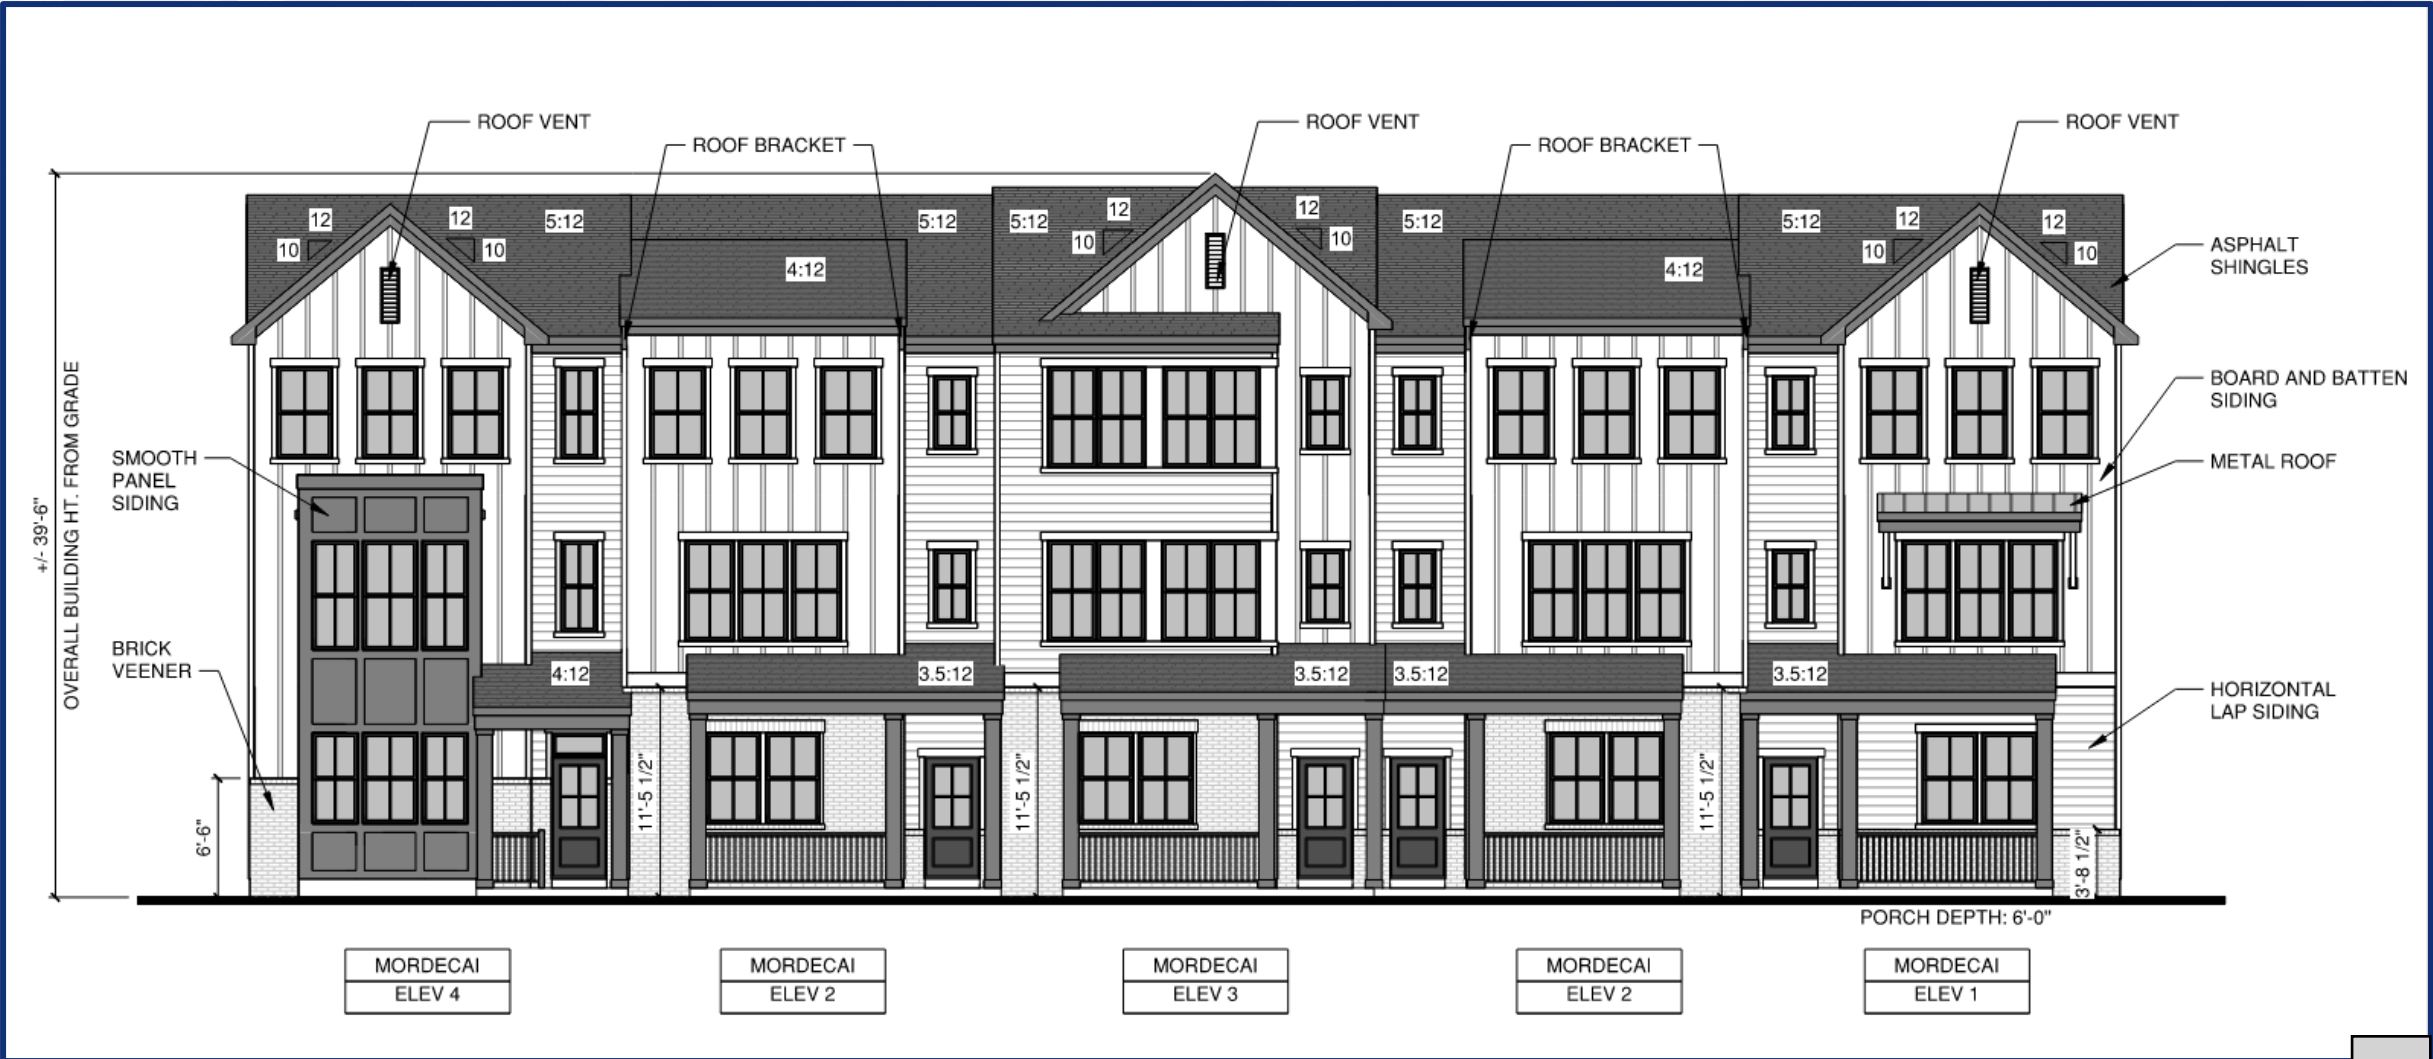 ROOF VENT
ROOF VENT
ROOF VENT
ROOF BRACKET
ROOF BRACKET
12
12
5:12
5:12
5:12
12
12
5:12
5:12
12
12
10
10
10
10
10
10
4:12
4:12
ASPHALT
SHINGLES
BOARD AND BATTEN
SIDING
METAL ROOF
SMOOTH
PANEL
SIDING
+/- 39'-6"
OVERALL BUILDING HT. FROM GRADE
BRICK
VEENER
4:12
3.5:12
3.5:12
3.5:12
3.5:12
HORIZONTAL
LAP SIDING
6'-6"
11'-5 1/2"
11'-5 1/2"
11'-5 1/2"
3'-8 1/2"
PORCH DEPTH: 6'-0"
MORDECAI
ELEV 4
MORDECAI
ELEV 2
MORDECAI
ELEV 3
MORDECAI
ELEV 2
MORDECAI
ELEV 1